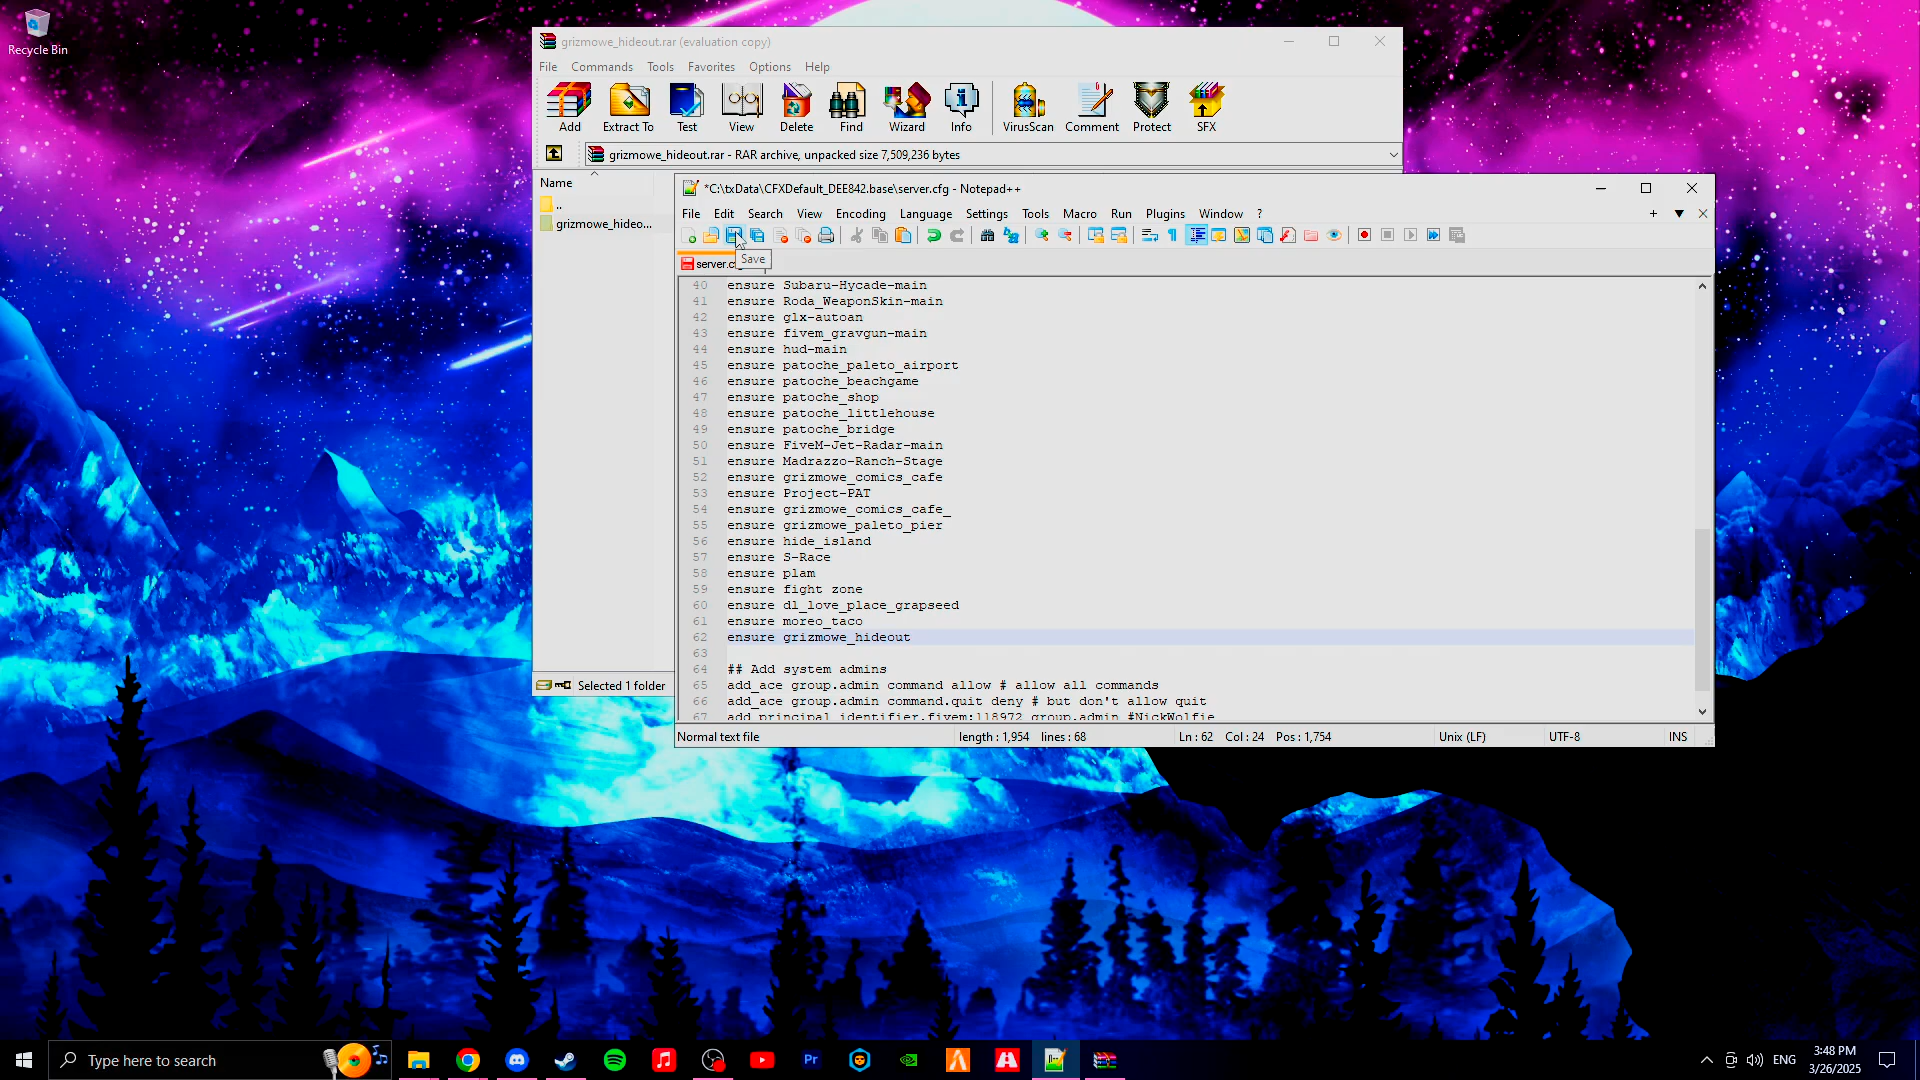 Recycle Bin
grizmowe_hideout.rar (evaluation copy)
File Commands Tools Favorites Options Help
Add Extract To Test View Delete Find Wizard Info VirusScan Comment Protect SFX
grizmowe_hideout.rar - RAR archive, unpacked size 7,509,236 bytes
Name
..
grizmowe_hideo...
Selected 1 folder
*C:\txData\CFXDefault_DEE842.base\server.cfg - Notepad++
File Edit Search View Encoding Language Settings Tools Macro Run Plugins Window ?
Save
40 ensure Subaru-Hycade-main
41 ensure Roda_WeaponSkin-main
42 ensure glx-autoan
43 ensure fivem_gravgun-main
44 ensure hud-main
45 ensure patoche_paleto_airport
46 ensure patoche_beachgame
47 ensure patoche_shop
48 ensure patoche_littlehouse
49 ensure patoche_bridge
50 ensure FiveM-Jet-Radar-main
51 ensure Madrazzo-Ranch-Stage
52 ensure grizmowe_comics_cafe
53 ensure Project-PAT
54 ensure grizmowe_comics_cafe_
55 ensure grizmowe_paleto_pier
56 ensure hide_island
57 ensure S-Race
58 ensure plam
59 ensure fight zone
60 ensure dl_love_place_grapseed
61 ensure moreo_taco
62 ensure grizmowe_hideout
63
64 ## Add system admins
65 add_ace group.admin command allow # allow all commands
66 add_ace group.admin command.quit deny # but don't allow quit
67 add_principal identifier.fivem:118972 group.admin #NickWolfie
Normal text file length : 1,954 lines : 68 Ln : 62 Col : 24 Pos : 1,754 Unix (LF) UTF-8 INS
Type here to search
Pr
ENG
3:48 PM
3/26/2025